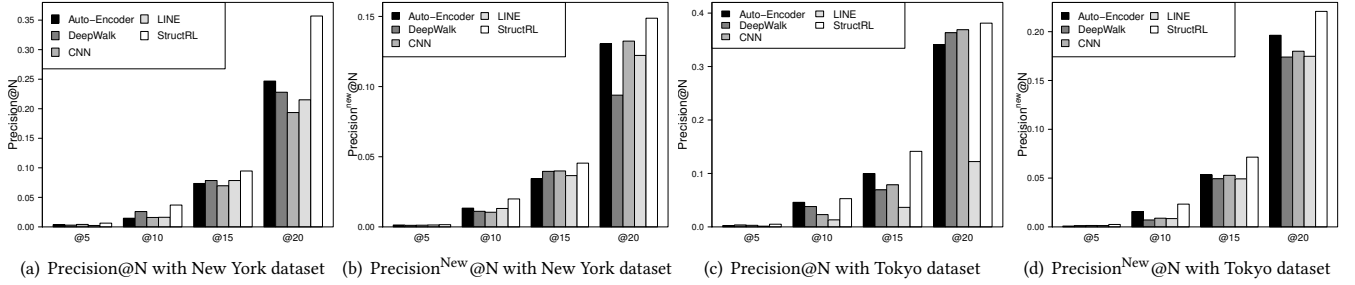 Precision@N
0.00
0.05
0.10
0.15
0.20
0.25
0.30
0.35
Auto−Encoder
DeepWalk
CNN
LINE
StructRL
@5
@10
@15
@20
(a) Precision@N with New York dataset
Precision^new@N
0.00
0.05
0.10
0.15
Auto−Encoder
DeepWalk
CNN
LINE
StructRL
@5
@10
@15
@20
(b) Precision^New@N with New York dataset
Precision@N
0.0
0.1
0.2
0.3
0.4
Auto−Encoder
DeepWalk
CNN
LINE
StructRL
@5
@10
@15
@20
(c) Precision@N with Tokyo dataset
Precision^new@N
0.00
0.05
0.10
0.15
0.20
Auto−Encoder
DeepWalk
CNN
LINE
StructRL
@5
@10
@15
@20
(d) Precision^New@N with Tokyo dataset